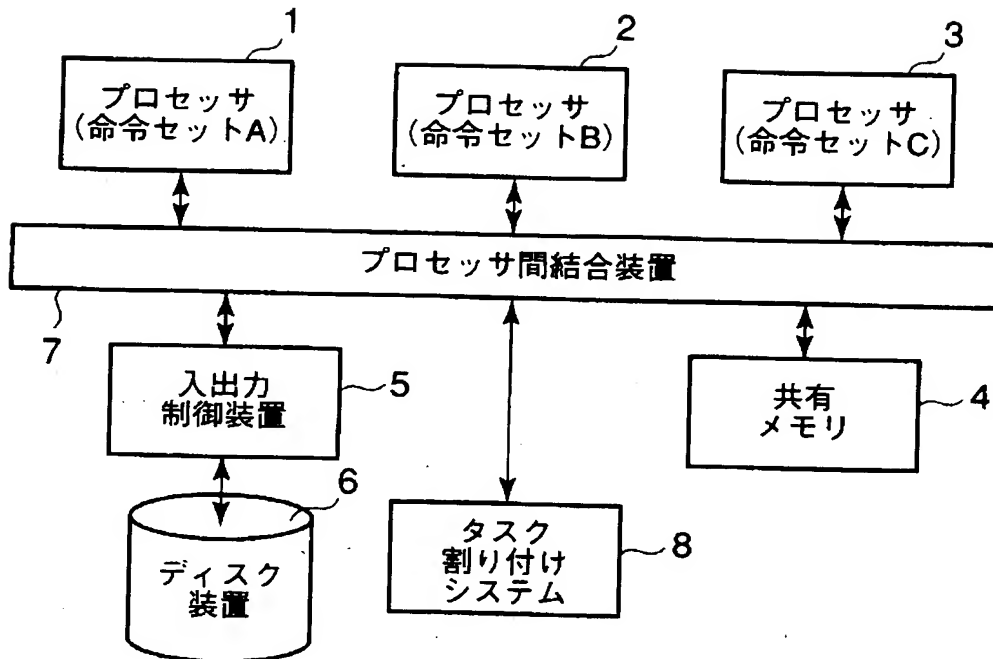 1
プロセッサ
(命令セットA)
2
プロセッサ
(命令セットB)
3
プロセッサ
(命令セットC)
プロセッサ間結合装置
7
入出力
制御装置
5
共有
メモリ
4
6
ディスク
装置
タスク
割り付け
システム
8